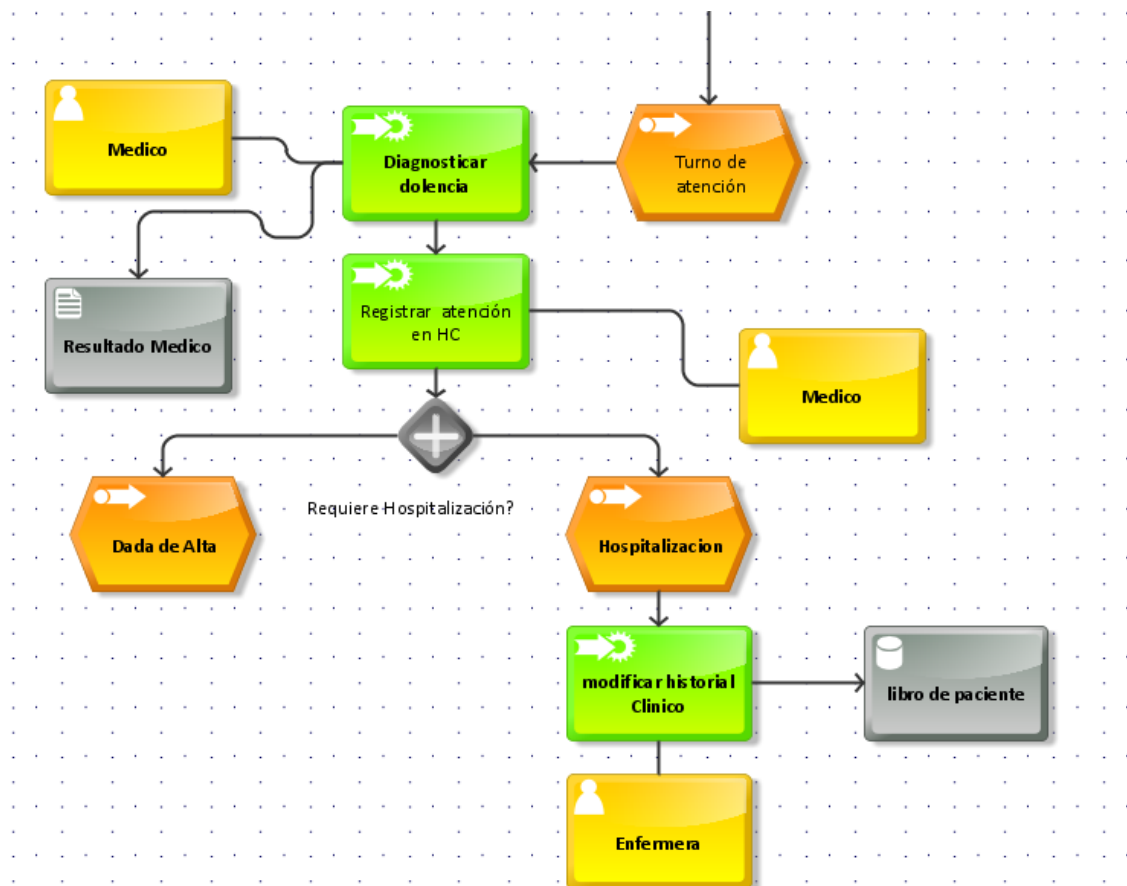 Medico
Diagnosticar
dolencia
Turno de
atención
Resultado Medico
Registrar atención
en HC
Medico
Requiere Hospitalización?
Dada de Alta
Hospitalizacion
modificar historial
Clinico
libro de paciente
Enfermera